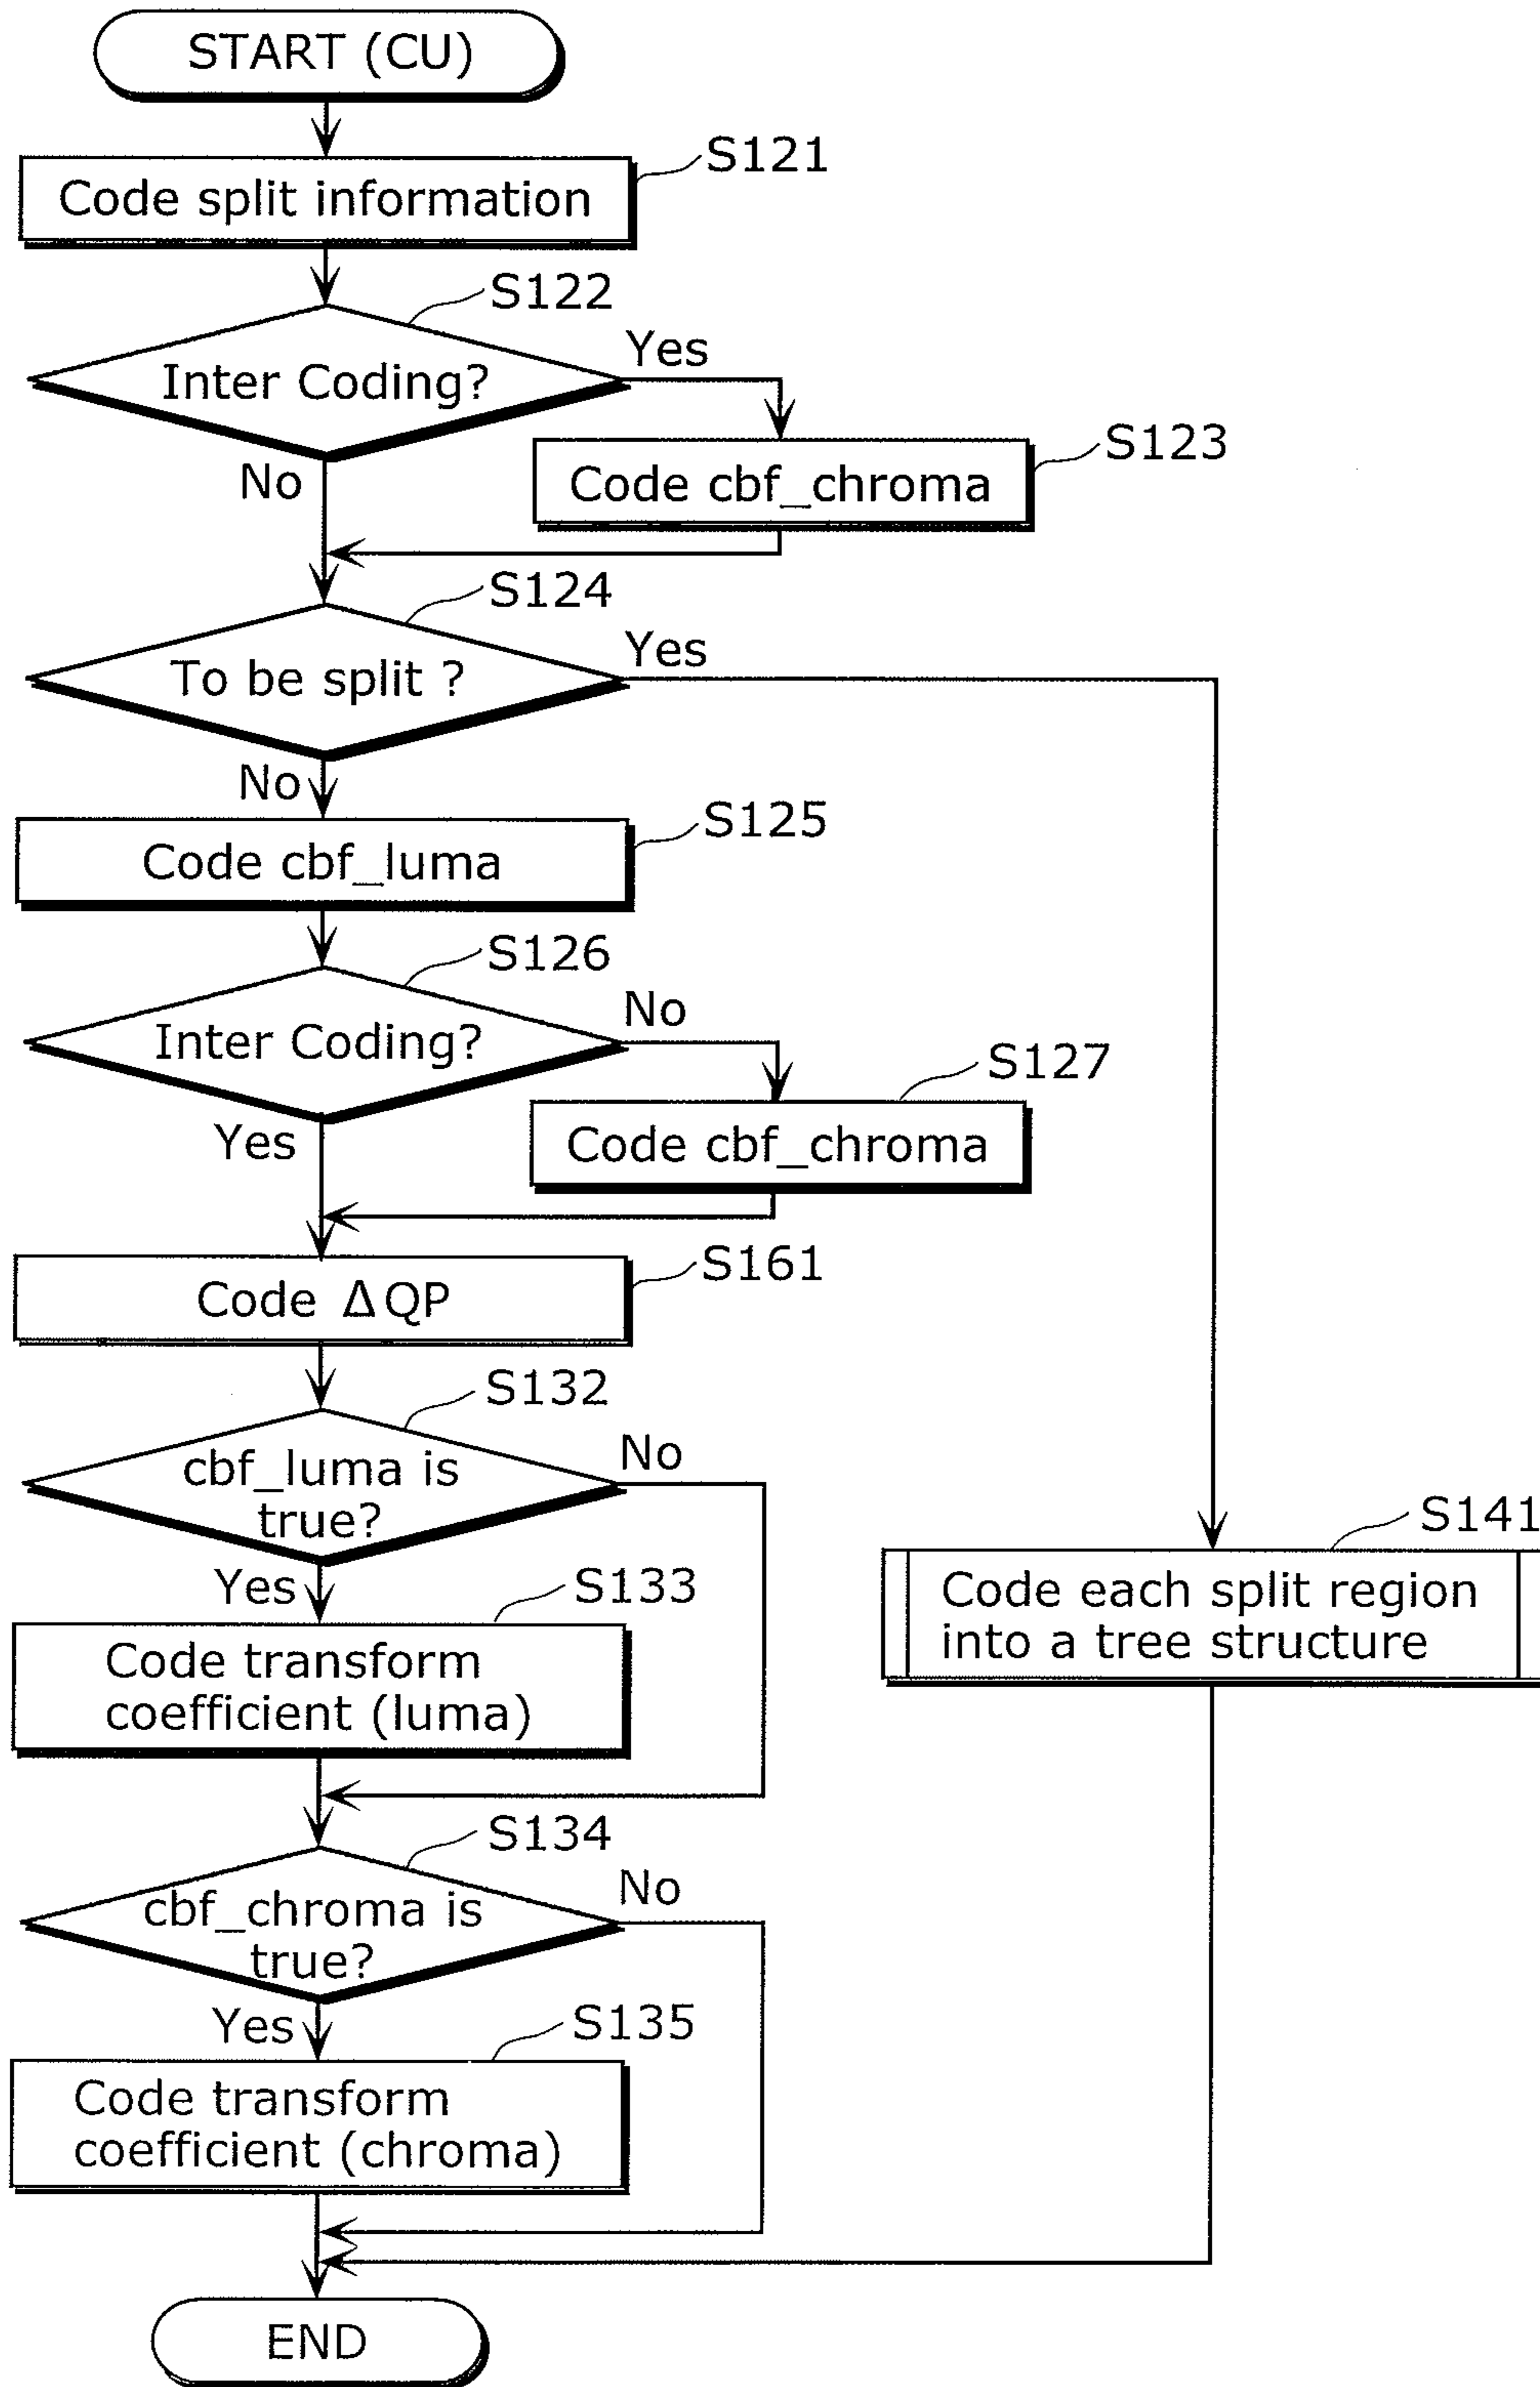 START (CU)
S121
Code split information
S122
Inter Coding?
Yes
S123
Code cbf_chroma
No
S124
To be split ?
Yes
No
S125
Code cbf_luma
S126
Inter Coding?
No
S127
Code cbf_chroma
Yes
S161
Code ΔQP
S132
cbf_luma is
true?
No
S141
Code each split region
into a tree structure
Yes
S133
Code transform
coefficient (luma)
S134
cbf_chroma is
true?
No
Yes
S135
Code transform
coefficient (chroma)
END